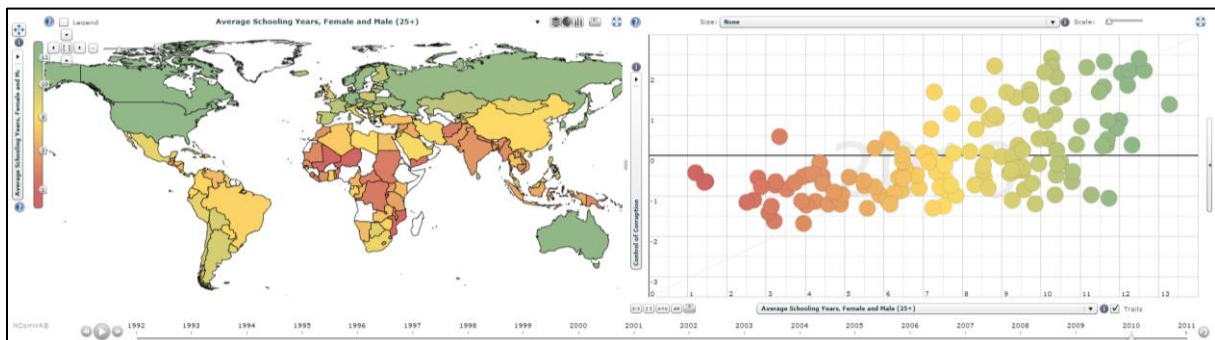 Legend
Average Schooling Years, Female and Male (25+)
Average Schooling Years, Female and Ma
Size: None
Scale:
Control of Corruption
2
1
0
-1
-2
-3
0 1 2 3 4 5 6 7 8 9 10 11 12 13
Average Schooling Years, Female and Male (25+)
Trails
NComVA®
1992 1993 1994 1995 1996 1997 1998 1999 2000 2001 2002 2003 2004 2005 2006 2007 2008 2009 2010 2011